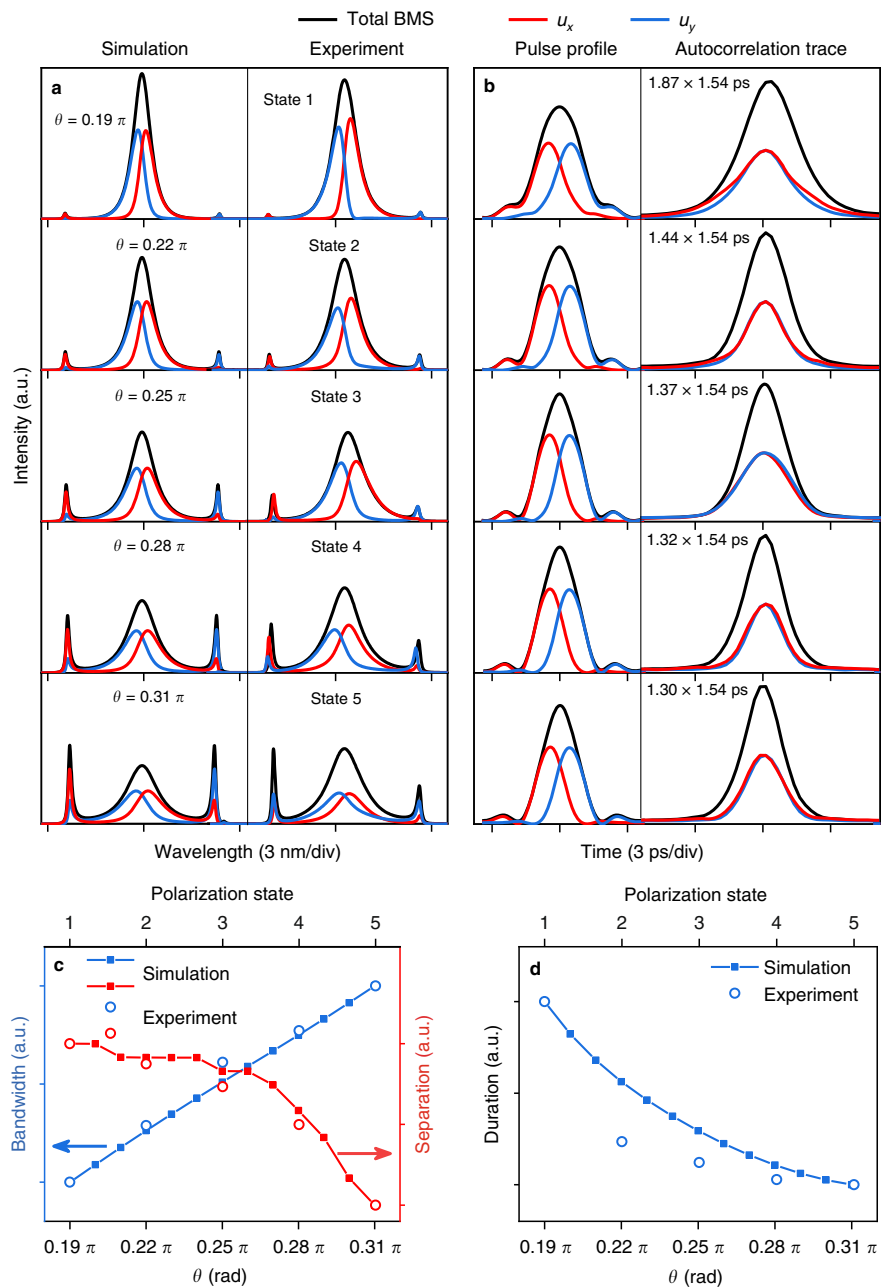 Total BMS
u_x
u_y
Simulation
Experiment
Pulse profile
Autocorrelation trace
a
θ = 0.19 π
State 1
b
1.87 × 1.54 ps
θ = 0.22 π
State 2
1.44 × 1.54 ps
θ = 0.25 π
State 3
1.37 × 1.54 ps
θ = 0.28 π
State 4
1.32 × 1.54 ps
θ = 0.31 π
State 5
1.30 × 1.54 ps
Intensity (a.u.)
Wavelength (3 nm/div)
Time (3 ps/div)
Polarization state
1 2 3 4 5
c
Simulation
Experiment
Bandwidth (a.u.)
Separation (a.u.)
0.19 π 0.22 π 0.25 π 0.28 π 0.31 π
θ (rad)
Polarization state
1 2 3 4 5
d
Simulation
Experiment
Duration (a.u.)
0.19 π 0.22 π 0.25 π 0.28 π 0.31 π
θ (rad)